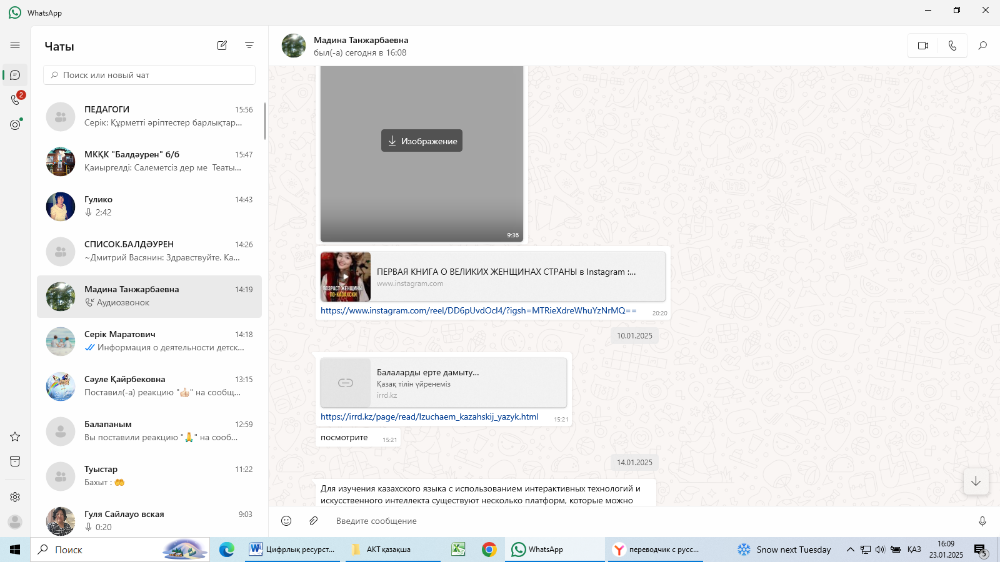 WhatsApp
Чаты
Поиск или новый чат
2
ПЕДАГОГИ 15:56
Серік: Құрметті әріптестер барлықтар...
МКҚК "Балдәурен" б/б 15:47
Қаиыргелді: Салеметсіз дер ме Театы...
Гулико 14:43
2:42
СПИСОК.БАЛДӘУРЕН 14:26
~Дмитрий Васянин: Здравствуйте. Ка...
Мадина Танжарбаевна 14:19
Аудиозвонок
Серік Маратович 14:18
Информация о деятельности детск...
Сәуле Қайрбековна 13:15
Поставил(-а) реакцию "👍🏻" на сообщ...
Балапаным 12:59
Вы поставили реакцию "🙏" на сооб...
Туыстар 11:22
Бахыт : 🤲
Гуля Сайлауо вская 9:03
0:20
Мадина Танжарбаевна
был(-а) сегодня в 16:08
Изображение
9:36
ВОЗРАСТ ЖЕНЩИНЫ
ПО-КАЗАХСКИ
ПЕРВАЯ КНИГА О ВЕЛИКИХ ЖЕНЩИНАХ СТРАНЫ в Instagram :...
www.instagram.com
https://www.instagram.com/reel/DD6pUvdOcl4/?igsh=MTRieXdreWhuYzNrMQ== 20:20
10.01.2025
Балаларды ерте дамыту...
Қазақ тілін үйренеміз
irrd.kz
https://irrd.kz/page/read/Izuchaem_kazahskij_yazyk.html 15:21
посмотрите 15:21
14.01.2025
Для изучения казахского языка с использованием интерактивных технологий и
искусственного интеллекта существуют несколько платформ, которые можно
Введите сообщение
Поиск
Цифрлық ресурст...
АКТ қазақша
WhatsApp
переводчик с русс...
Snow next Tuesday
ҚАЗ
16:09
23.01.2025
5